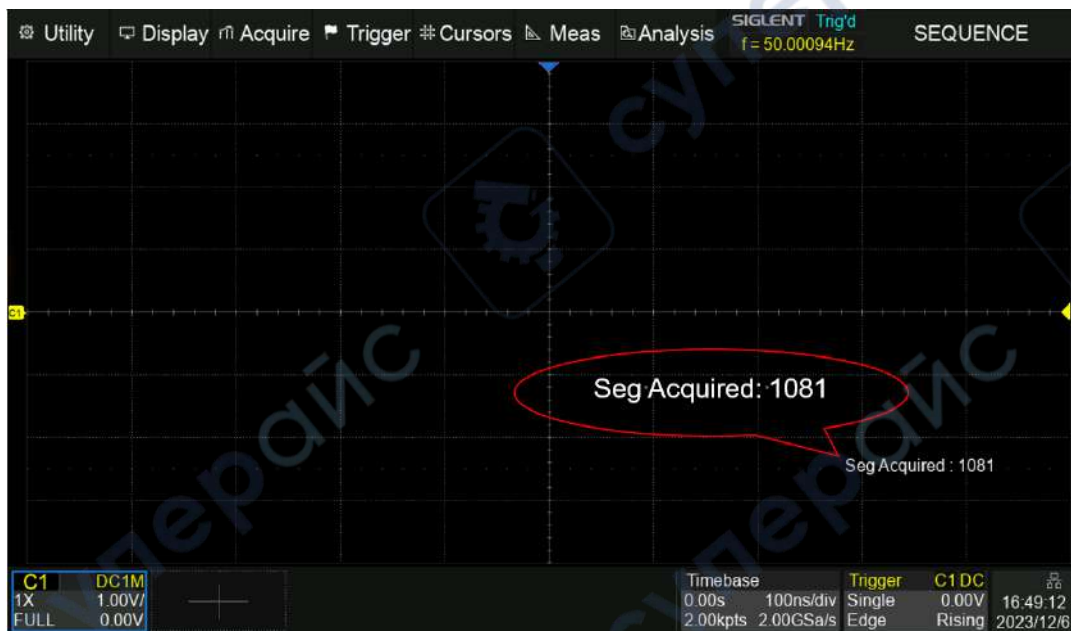 Utility Display Acquire Trigger Cursors Meas Analysis SIGLENT Trig'd SEQUENCE
f = 50.00094Hz
C1
Seg Acquired: 1081
Seg Acquired : 1081
C1 DC1M
1X 1.00V/
FULL 0.00V
Timebase
0.00s 100ns/div
2.00kpts 2.00GSa/s
Trigger C1 DC
Single 0.00V
Edge Rising
16:49:12
2023/12/6
суперайс
суперайс